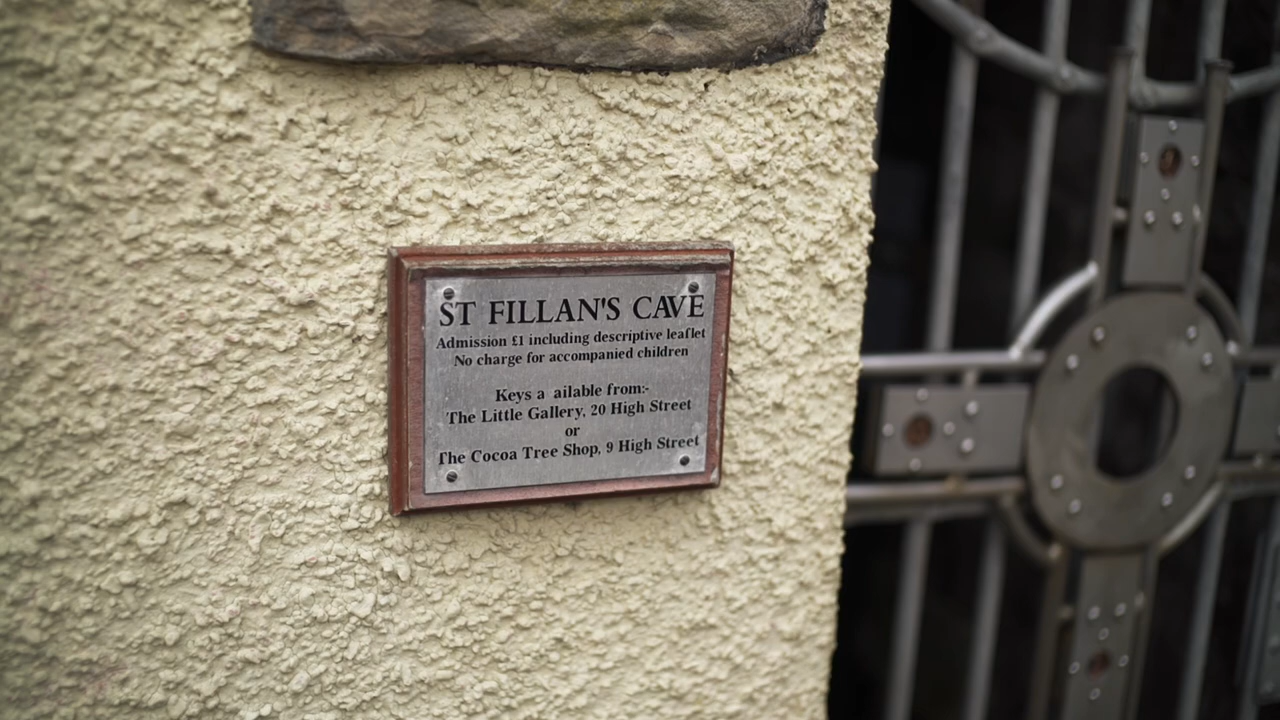 ST FILLAN'S CAVE
Admission £1 including descriptive leaflet
No charge for accompanied children
Keys a ailable from:-
The Little Gallery, 20 High Street
or
The Cocoa Tree Shop, 9 High Street